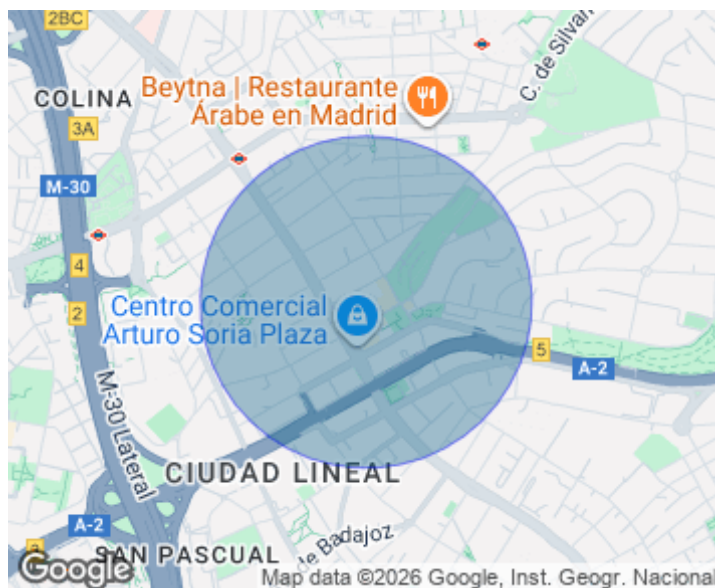 2BC
C. de Silvan
Beytna | Restaurante
Árabe en Madrid
COLINA
3A
M-30
4
2
Centro Comercial
Arturo Soria Plaza
5
A-2
M-30 Lateral
CIUDAD LINEAL
A-2
de Badajoz
SAN PASCUAL
Google
Map data ©2026 Google, Inst. Geogr. Nacional